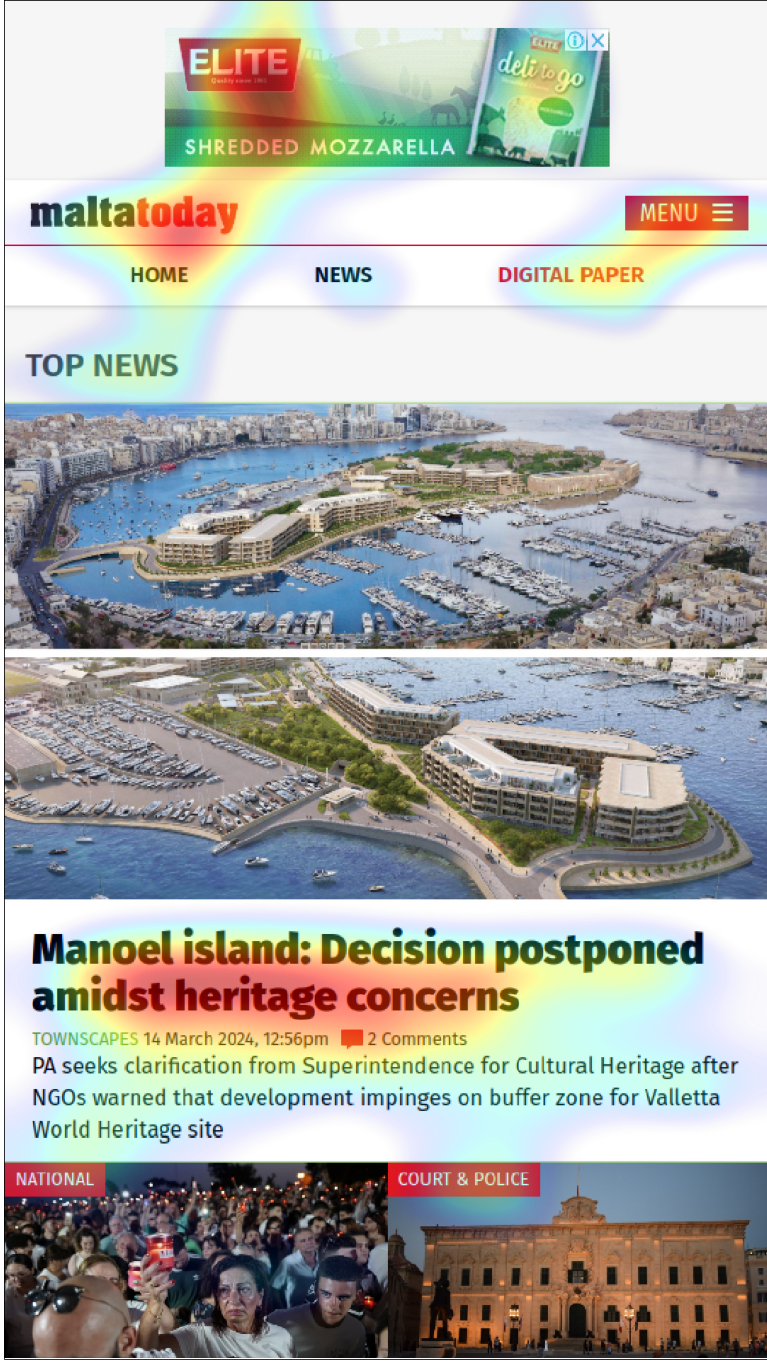 ELITE
Quality since 1981
ELITE
deli to go
MOZZARELLA
SHREDDED MOZZARELLA
maltatoday
MENU
HOME
NEWS
DIGITAL PAPER
TOP NEWS
Manoel island: Decision postponed
amidst heritage concerns
TOWNSCAPES 14 March 2024, 12:56pm 2 Comments
PA seeks clarification from Superintendence for Cultural Heritage after
NGOs warned that development impinges on buffer zone for Valletta
World Heritage site
NATIONAL
COURT & POLICE